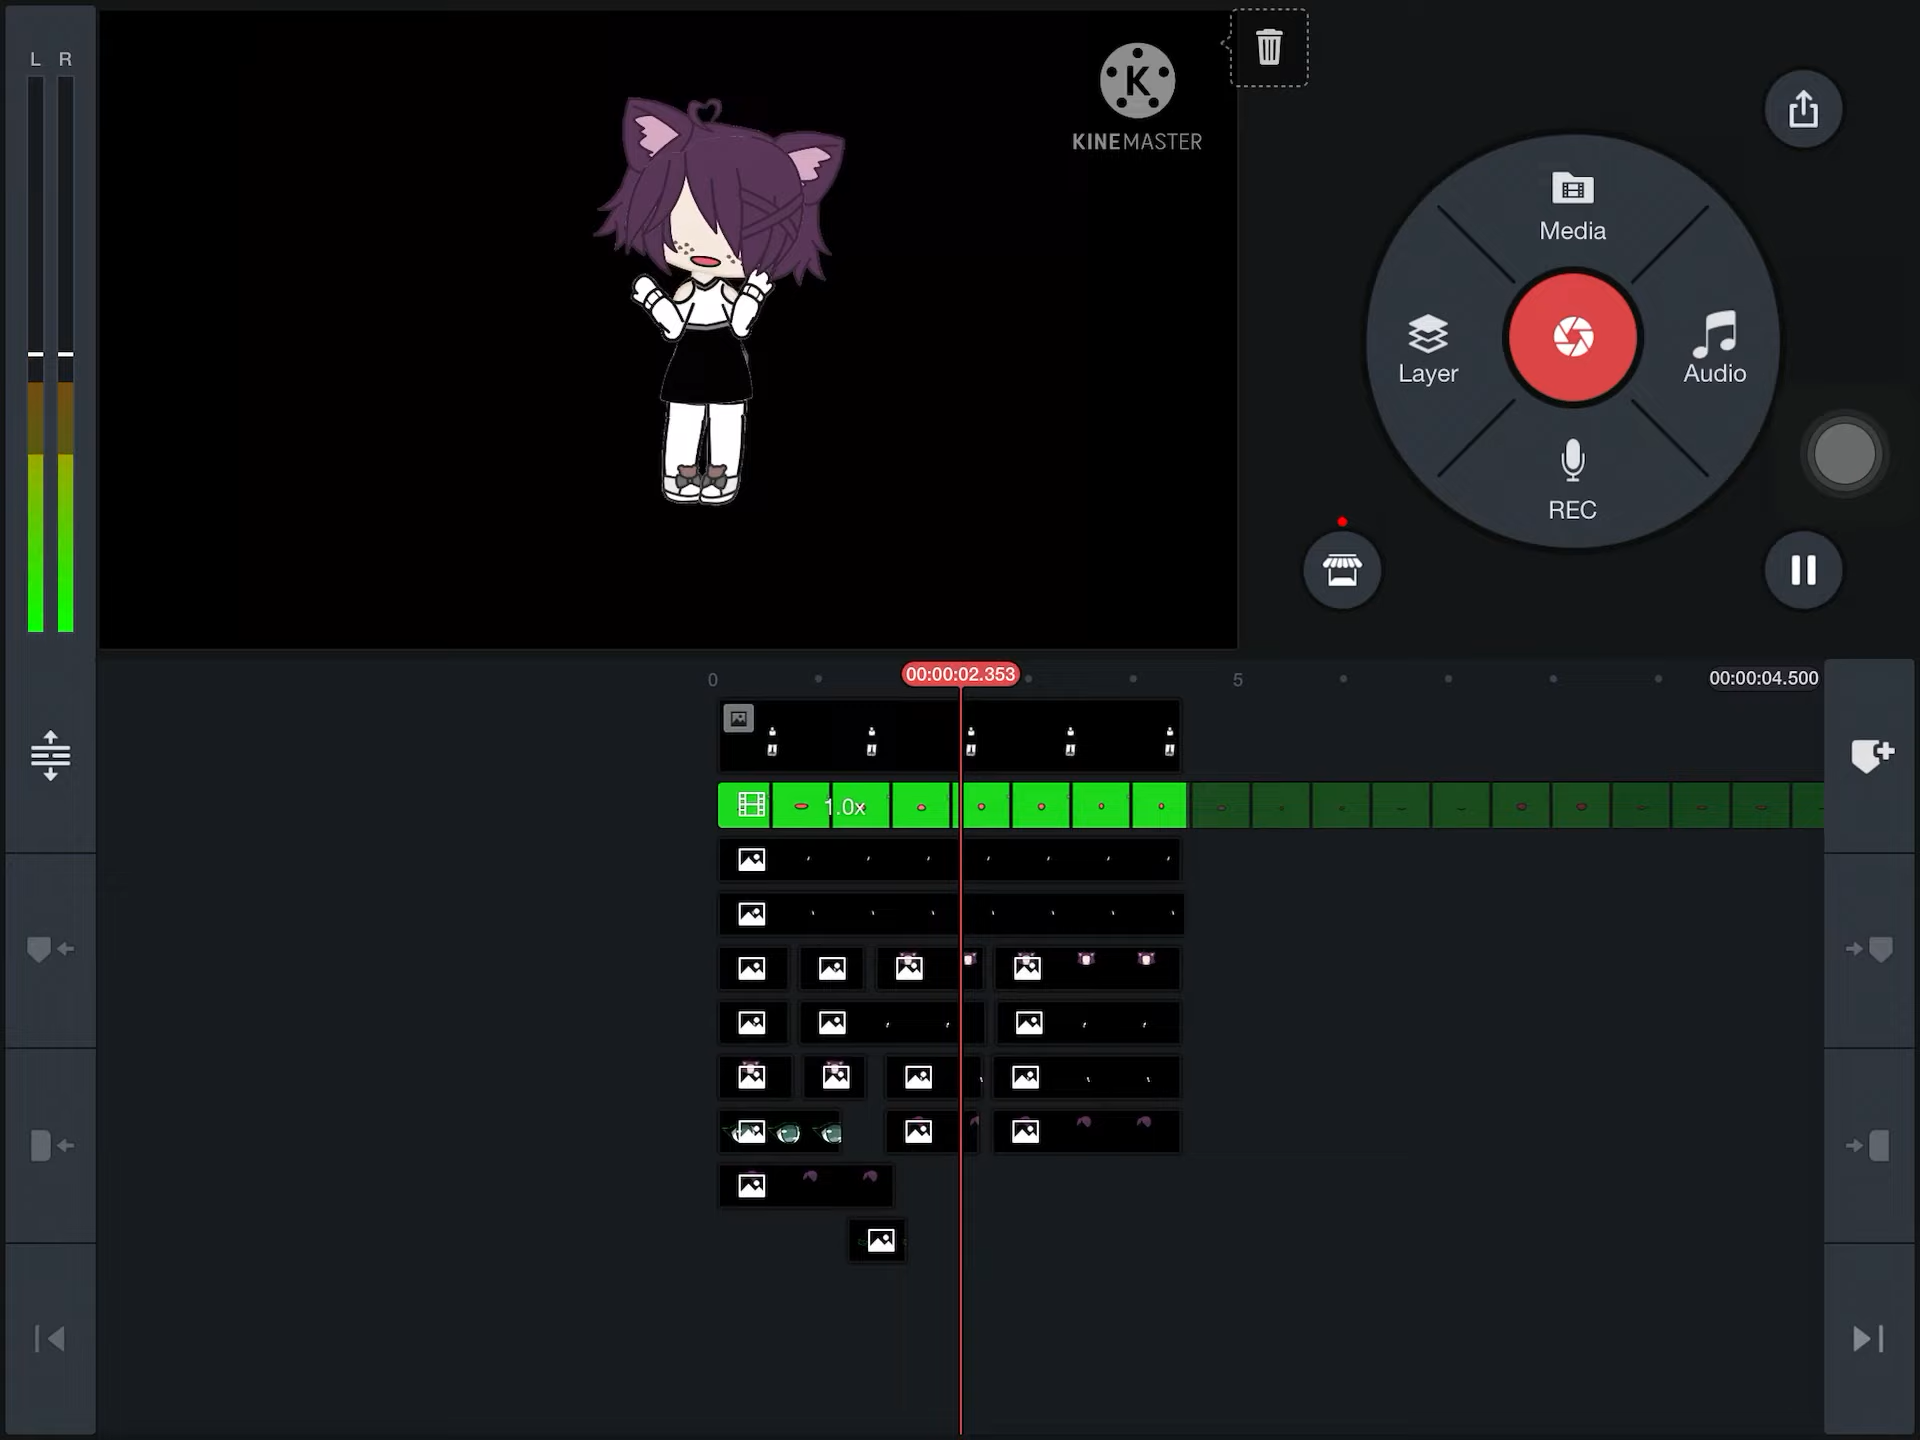 L R
K
KINEMASTER
Media
Layer
Audio
REC
0
00:00:02.353
5
00:00:04.500
1.0x